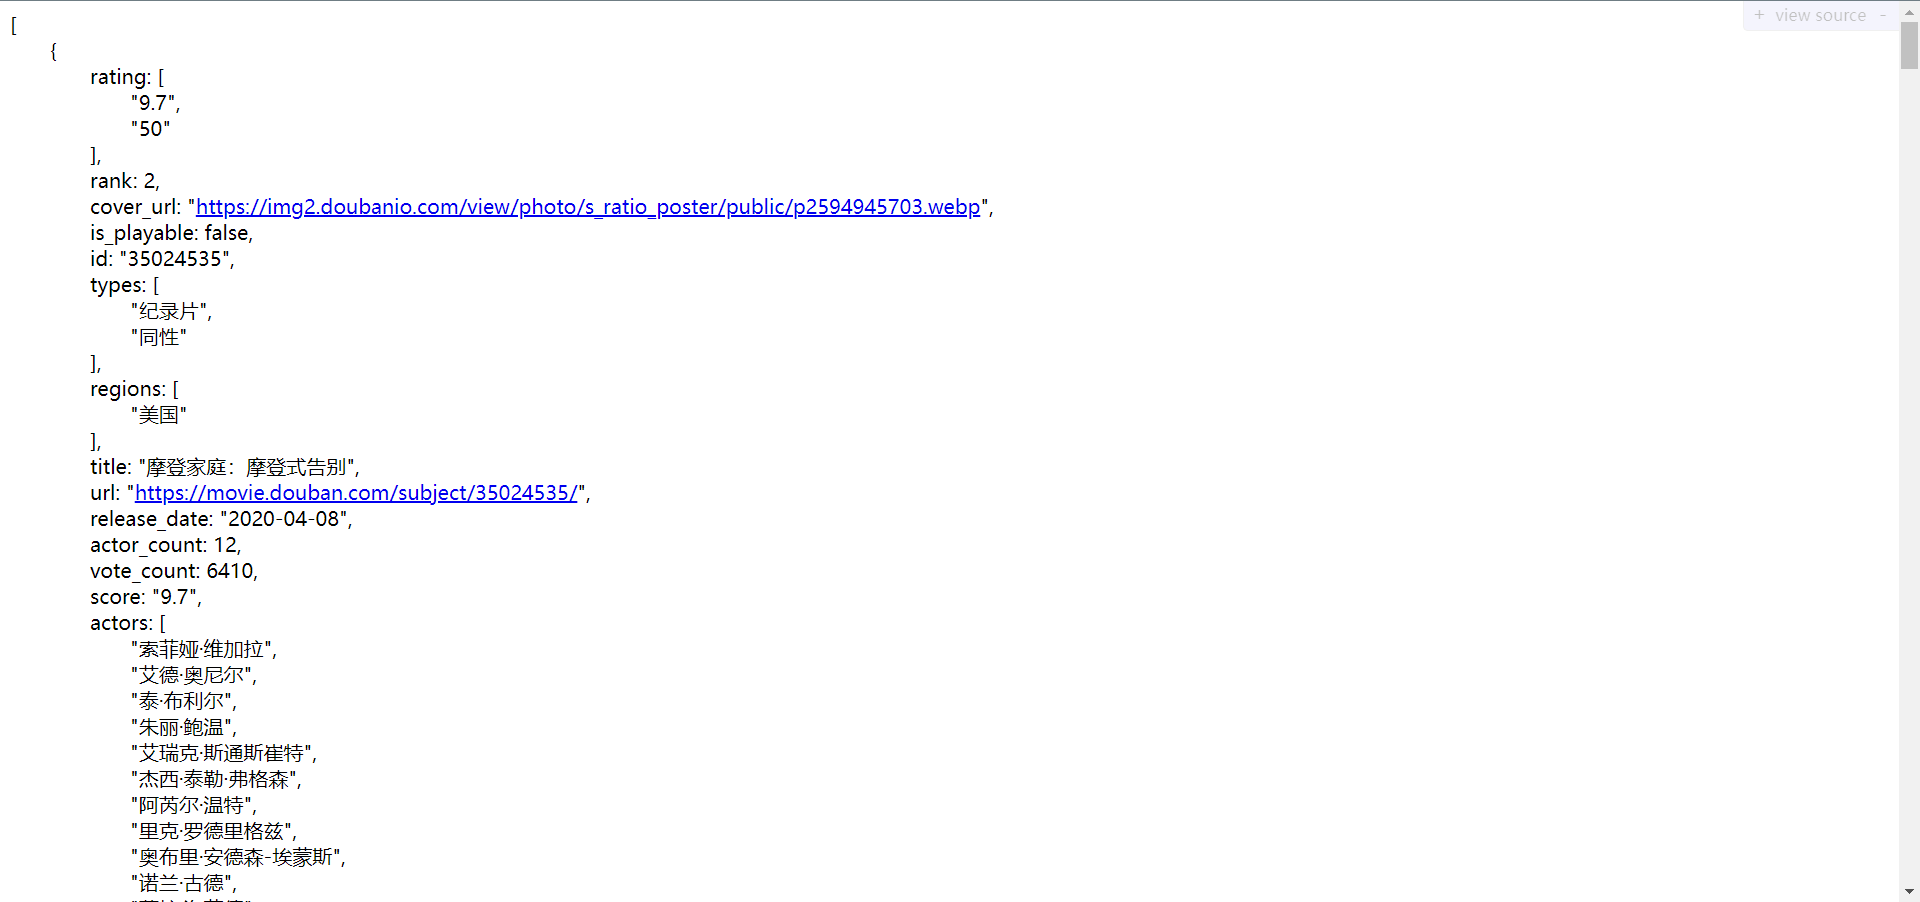 + view source -
[
{
rating: [
"9.7",
"50"
],
rank: 2,
cover_url: "https://img2.doubanio.com/view/photo/s_ratio_poster/public/p2594945703.webp",
is_playable: false,
id: "35024535",
types: [
"纪录片",
"同性"
],
regions: [
"美国"
],
title: "摩登家庭：摩登式告别",
url: "https://movie.douban.com/subject/35024535/",
release_date: "2020-04-08",
actor_count: 12,
vote_count: 6410,
score: "9.7",
actors: [
"索菲娅·维加拉",
"艾德·奥尼尔",
"泰·布利尔",
"朱丽·鲍温",
"艾瑞克·斯通斯崔特",
"杰西·泰勒·弗格森",
"阿芮尔·温特",
"里克·罗德里格兹",
"奥布里·安德森-埃蒙斯",
"诺兰·古德",